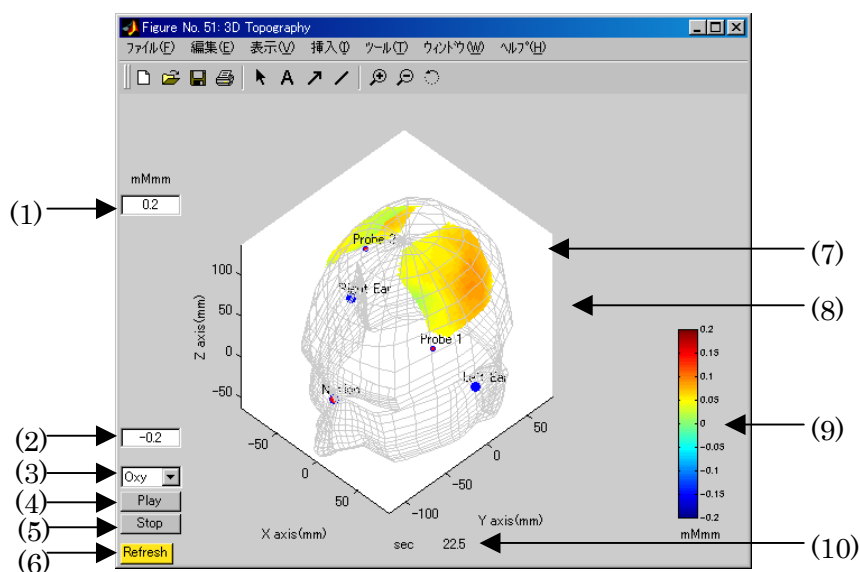 Figure No. 51: 3D Topography
ファイル(F) 編集(E) 表示(V) 挿入(I) ツール(T) ウィンドウ(W) ヘルプ(H)
mMmm
(1)
0.2
(2)
-0.2
(3)
Oxy
(4)
Play
(5)
Stop
(6)
Refresh
Z axis(mm)
100
50
0
-50
Probe 2
Right Ear
Probe 1
Nasion
Left Ear
-50
0
50
X axis(mm)
-100
-50
0
50
Y axis(mm)
sec 22.5
(7)
(8)
0.2
0.15
0.1
0.05
0
-0.05
-0.1
-0.15
-0.2
mMmm
(9)
(10)